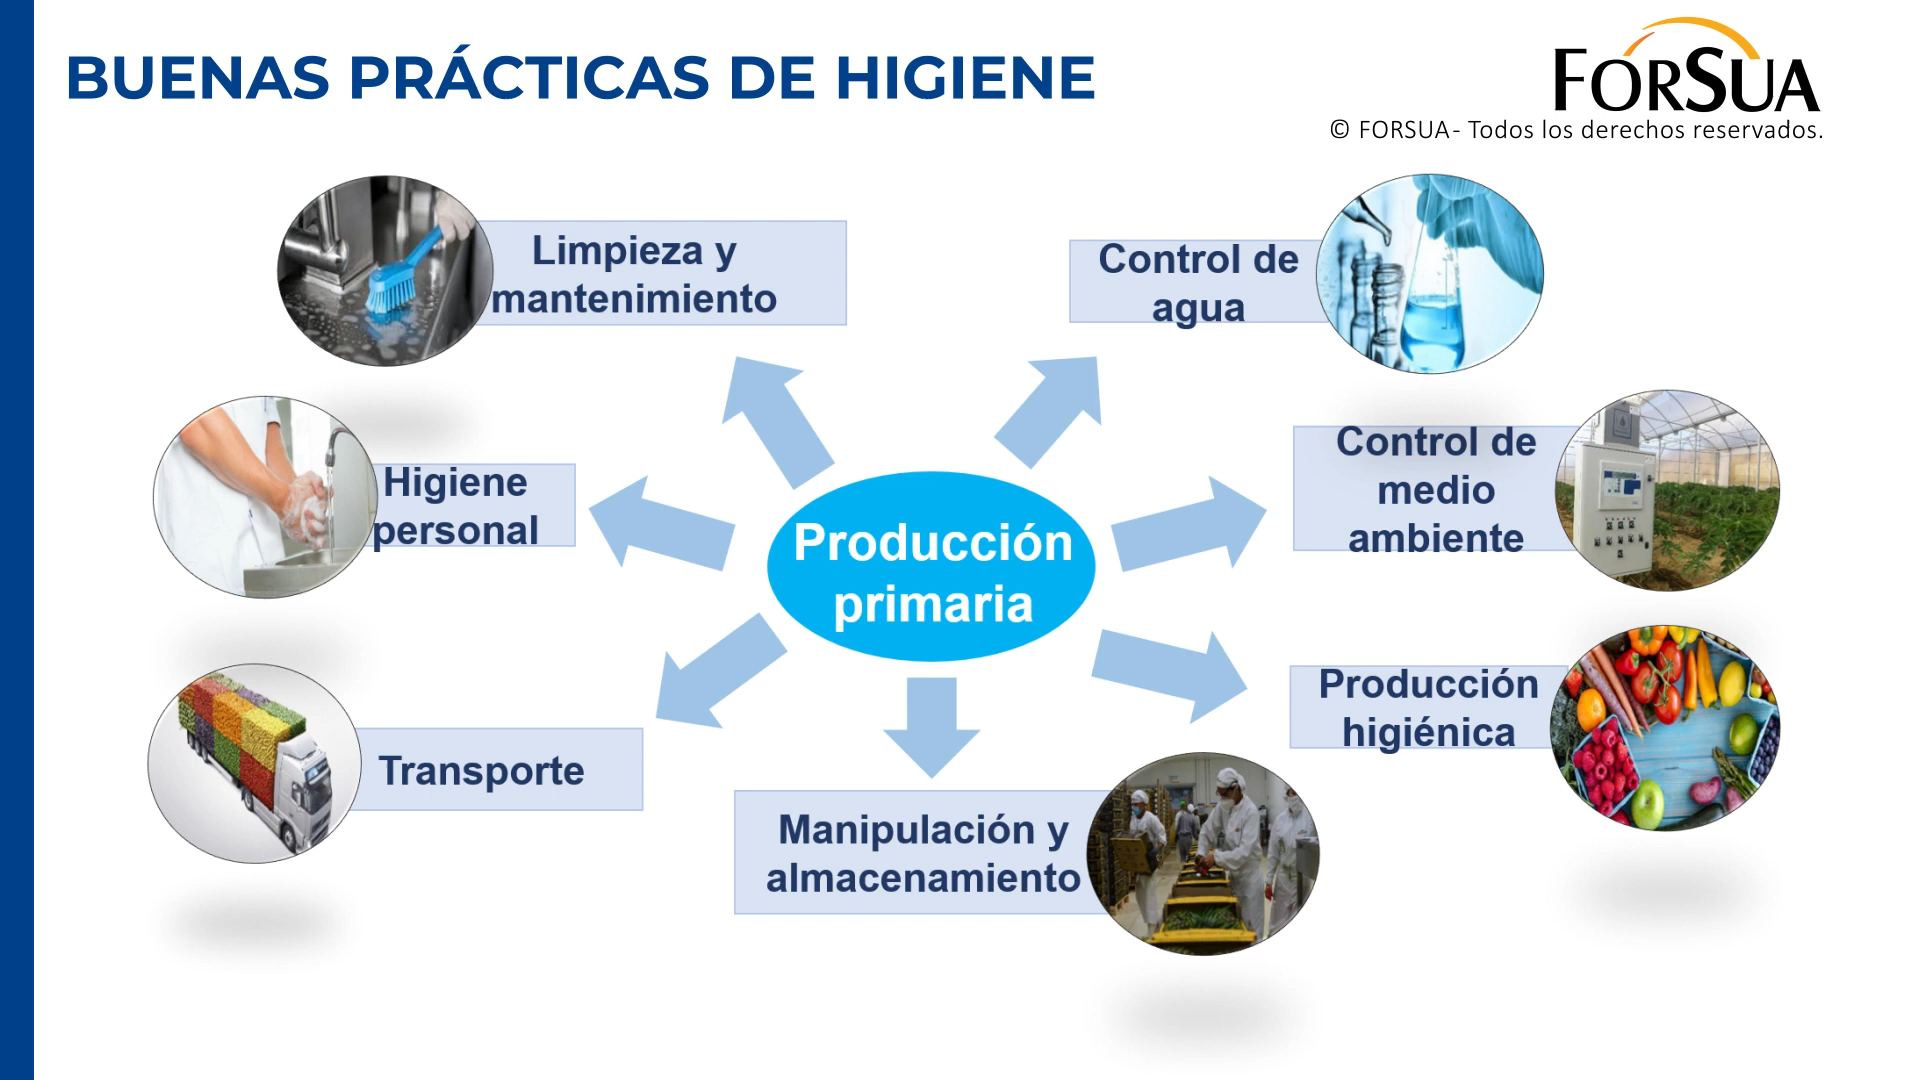 BUENAS PRÁCTICAS DE HIGIENE
FORSUA
© FORSUA- Todos los derechos reservados.
Limpieza y
mantenimiento
Control de
agua
Higiene
personal
Control de
medio
ambiente
Producción
primaria
Transporte
Producción
higiénica
Manipulación y
almacenamiento